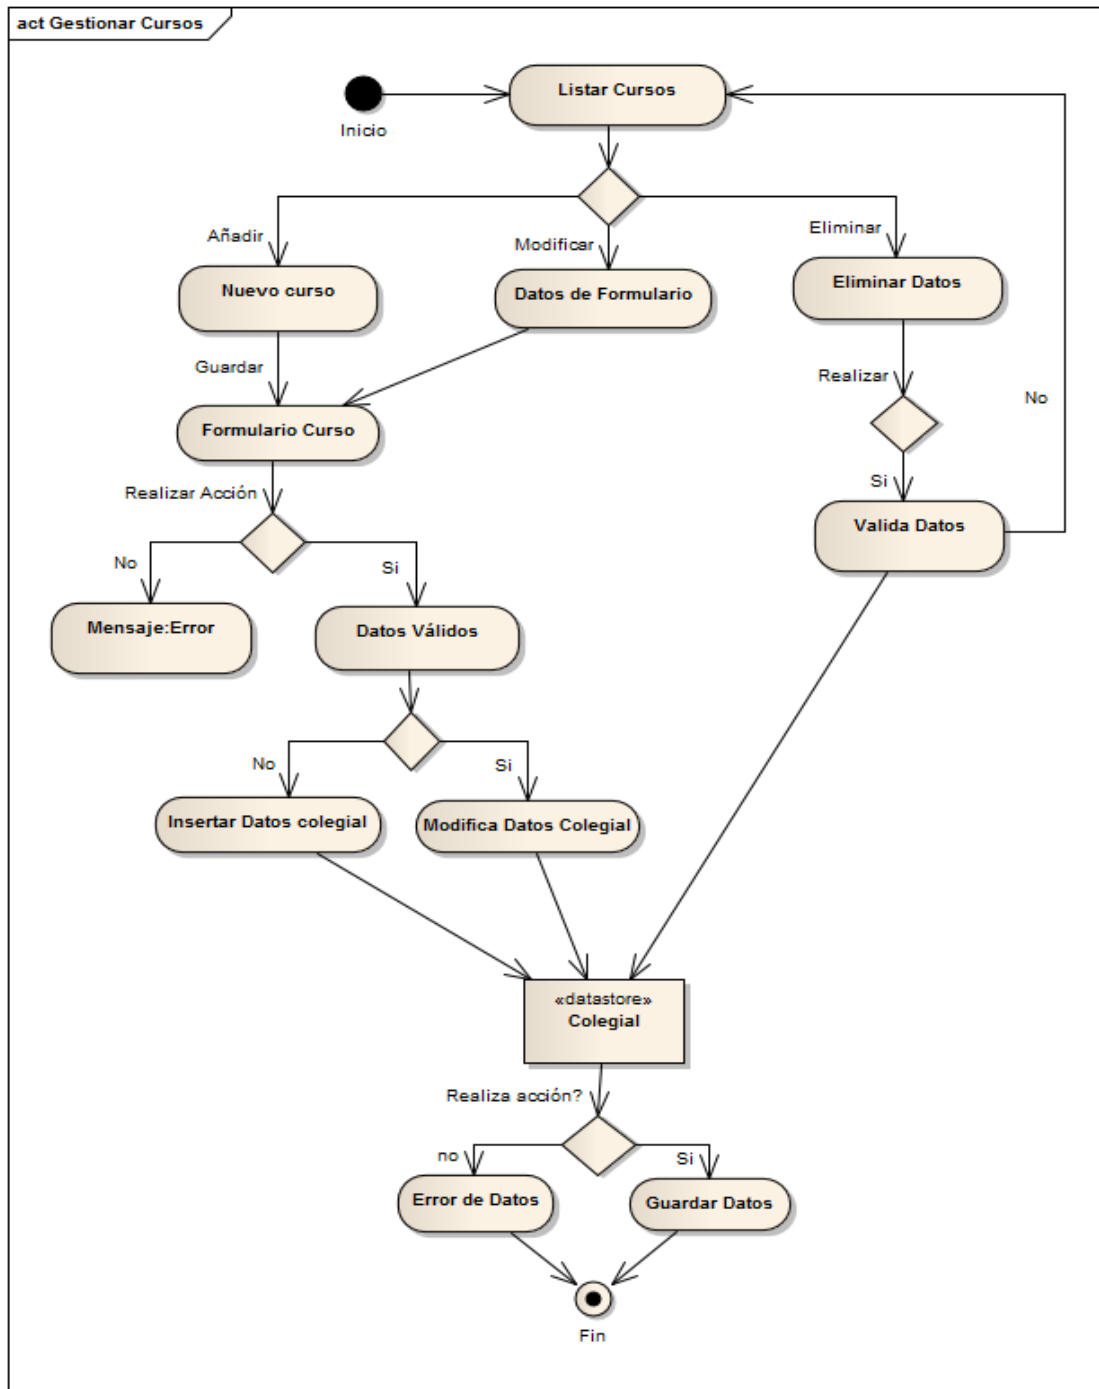 act Gestionar Cursos
Listar Cursos
Inicio
Añadir
Modificar
Eliminar
Nuevo curso
Datos de Formulario
Eliminar Datos
Guardar
Realizar
No
Formulario Curso
Realizar Acción
Si
Valida Datos
No
Si
Mensaje:Error
Datos Válidos
No
Si
Insertar Datos colegial
Modifica Datos Colegial
«datastore»
Colegial
Realiza acción?
no
Si
Error de Datos
Guardar Datos
Fin